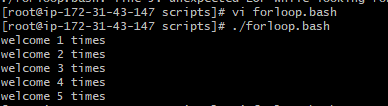 [root@ip-172-31-43-147 scripts]# vi forloop.bash
[root@ip-172-31-43-147 scripts]# ./forloop.bash
welcome 1 times
welcome 2 times
welcome 3 times
welcome 4 times
welcome 5 times